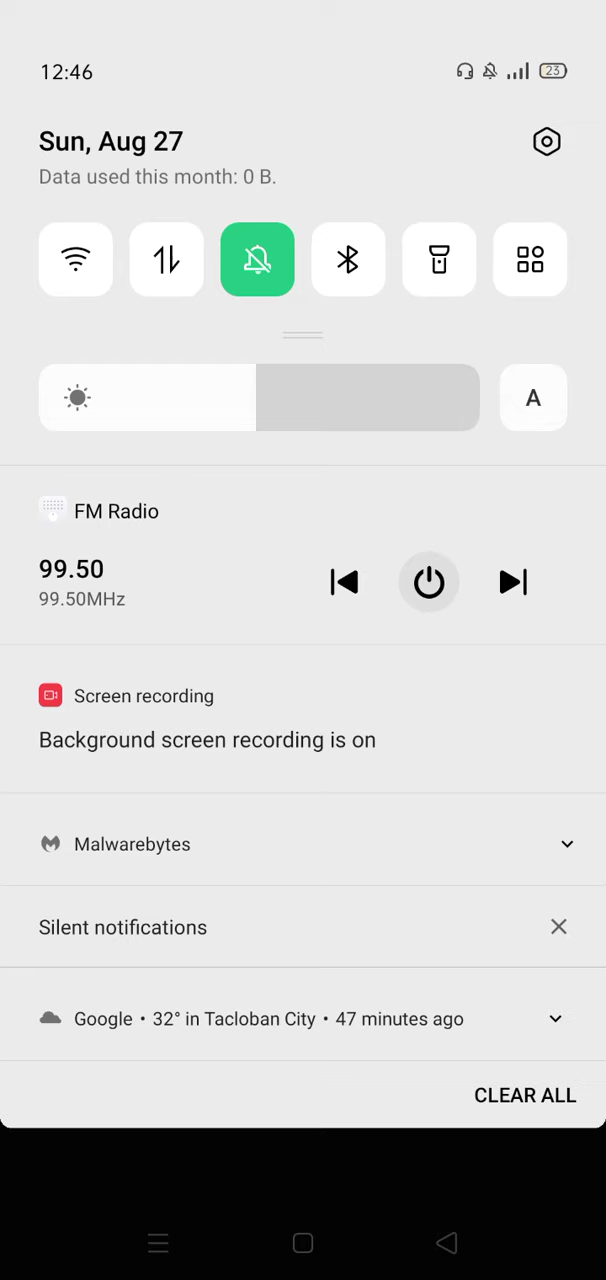 12:46
23
Sun, Aug 27
Data used this month: 0 B.
A
FM Radio
99.50
99.50MHz
Screen recording
Background screen recording is on
Malwarebytes
Silent notifications
Google • 32° in Tacloban City • 47 minutes ago
CLEAR ALL